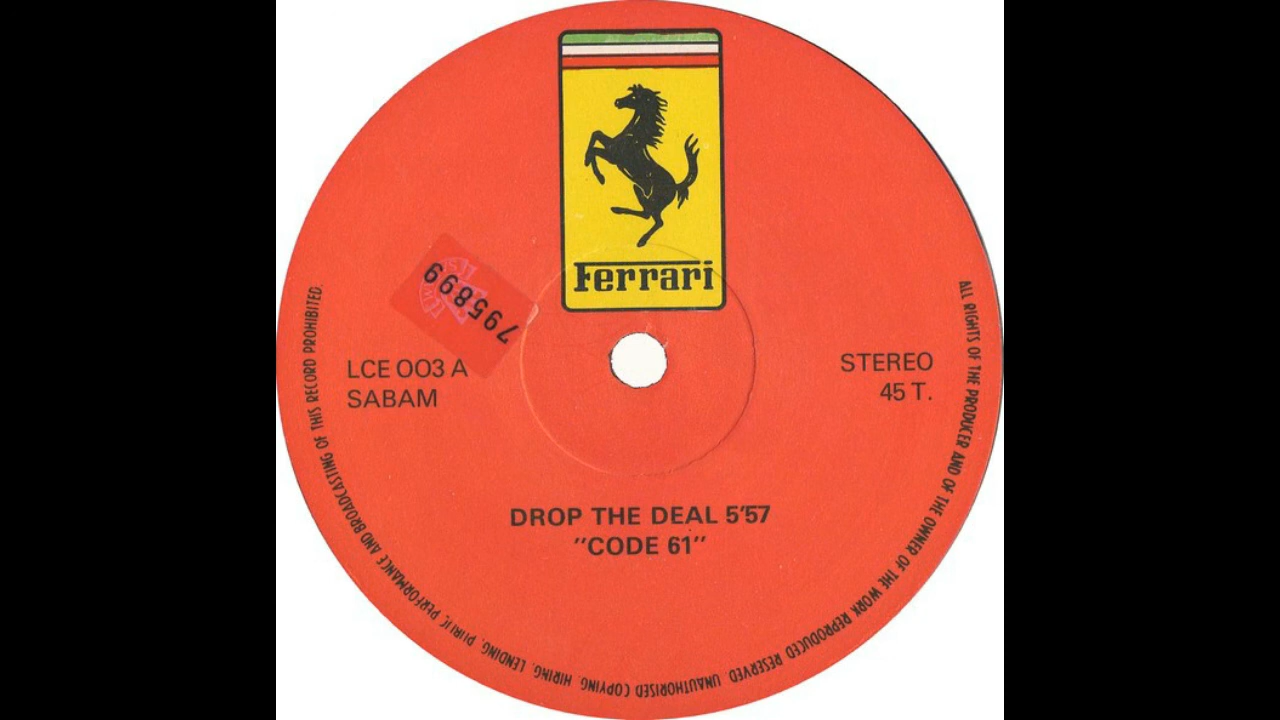 Ferrari
795899
LCE 003 A
SABAM
STEREO
45 T.
DROP THE DEAL 5'57
"CODE 61"
ALL RIGHTS OF THE PRODUCER AND OF THE OWNER OF THE WORK REPRODUCED RESERVED. UNAUTHORISED COPYING, HIRING, LENDING, PUBLIC PERFORMANCE AND BROADCASTING OF THIS RECORD PROHIBITED.